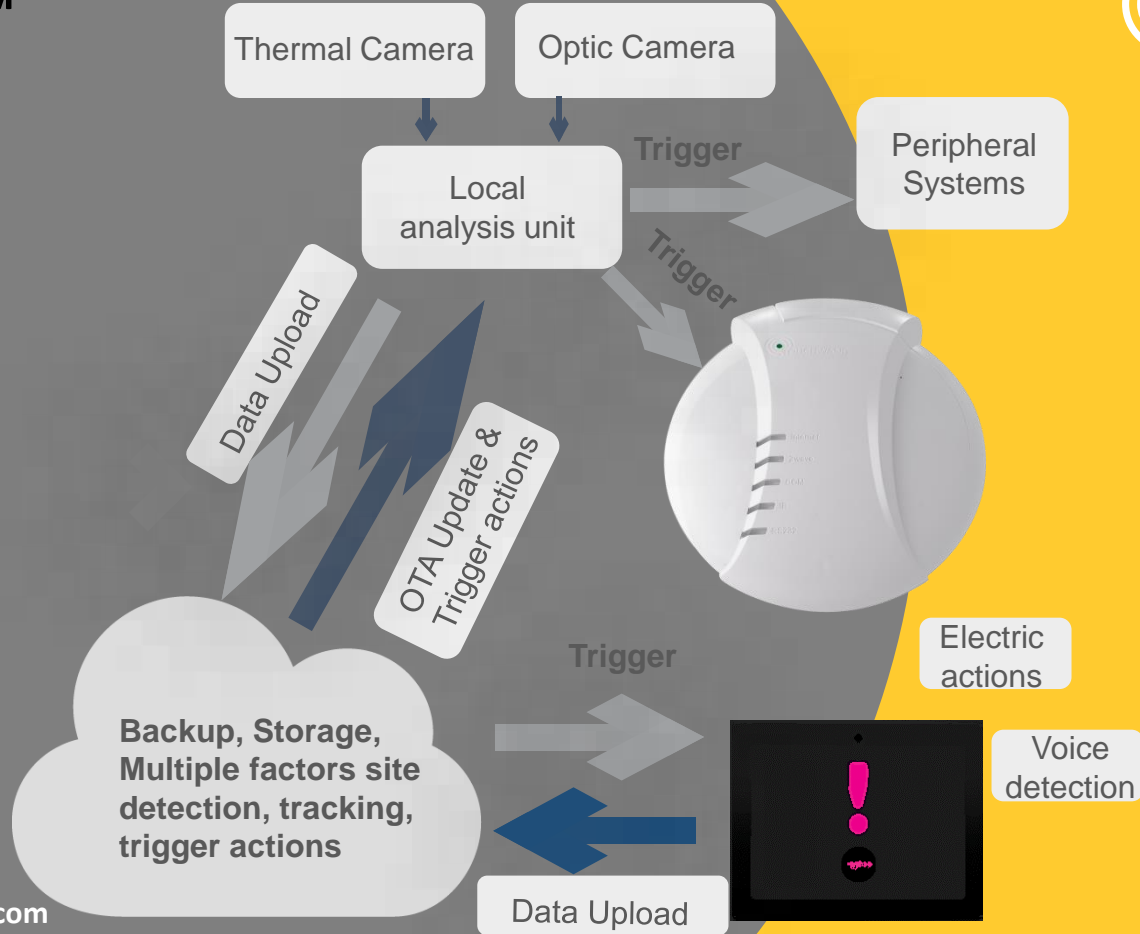 M
Thermal Camera
Optic Camera
Trigger
Peripheral
Systems
Local
analysis unit
Trigger
Data Upload
OTA Update &
Trigger actions
Electric
actions
Trigger
Backup, Storage,
Multiple factors site
detection, tracking,
trigger actions
Voice
detection
Data Upload
com